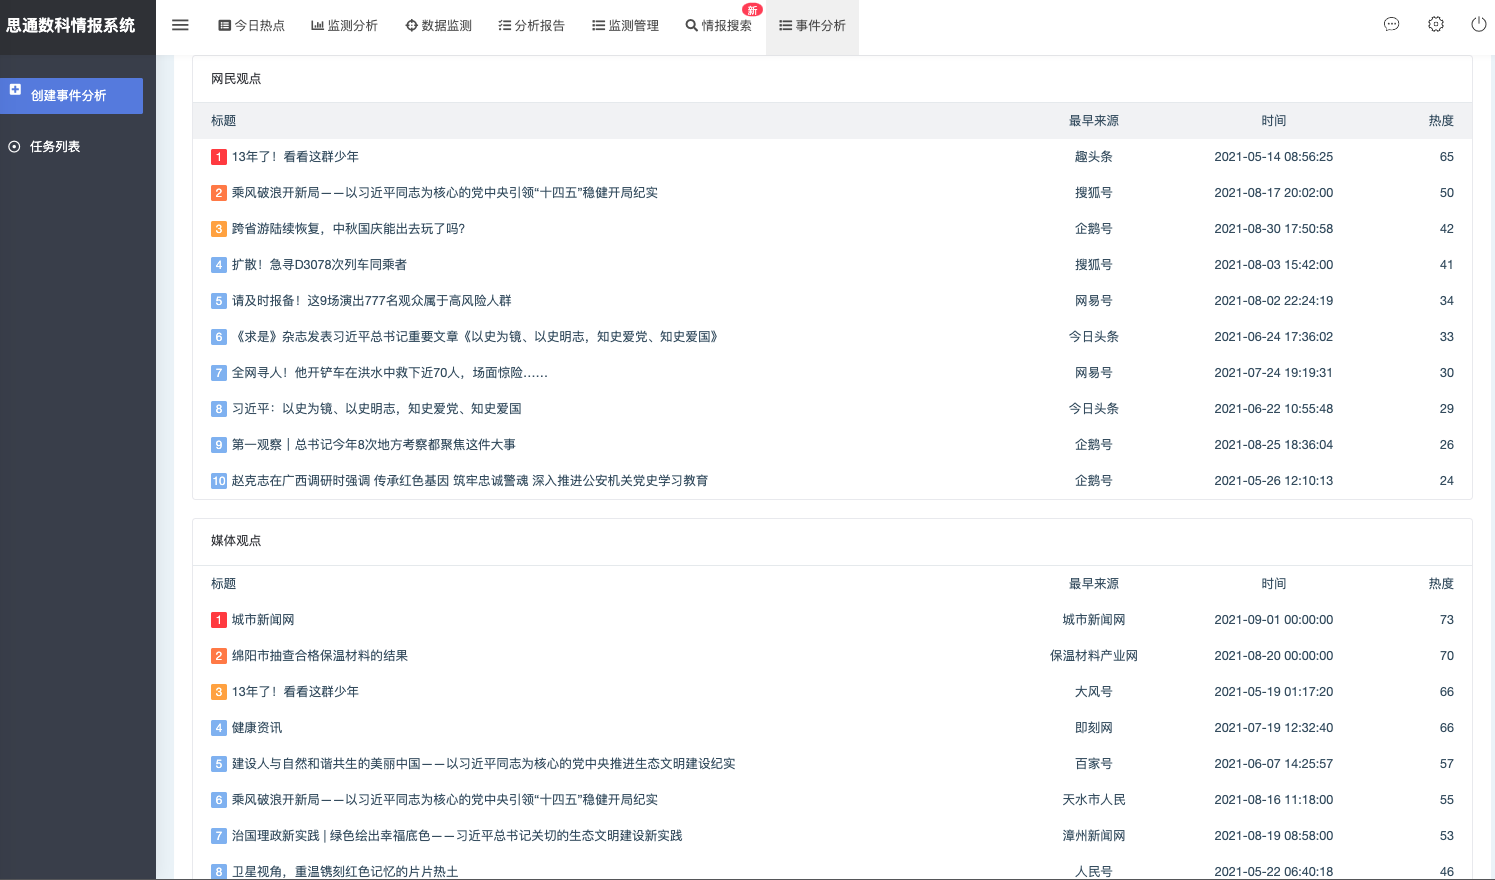 思通数科情报系统
今日热点 监测分析 数据监测 分析报告 监测管理 情报搜索 新 事件分析
创建事件分析
任务列表
网民观点
标题 最早来源 时间 热度
1 13年了！看看这群少年 趣头条 2021-05-14 08:56:25 65
2 乘风破浪开新局——以习近平同志为核心的党中央引领“十四五”稳健开局纪实 搜狐号 2021-08-17 20:02:00 50
3 跨省游陆续恢复，中秋国庆能出去玩了吗? 企鹅号 2021-08-30 17:50:58 42
4 扩散！急寻D3078次列车同乘者 搜狐号 2021-08-03 15:42:00 41
5 请及时报备！这9场演出777名观众属于高风险人群 网易号 2021-08-02 22:24:19 34
6 《求是》杂志发表习近平总书记重要文章《以史为镜、以史明志，知史爱党、知史爱国》 今日头条 2021-06-24 17:36:02 33
7 全网寻人！他开铲车在洪水中救下近70人，场面惊险…… 网易号 2021-07-24 19:19:31 30
8 习近平：以史为镜、以史明志，知史爱党、知史爱国 今日头条 2021-06-22 10:55:48 29
9 第一观察｜总书记今年8次地方考察都聚焦这件大事 企鹅号 2021-08-25 18:36:04 26
10 赵克志在广西调研时强调 传承红色基因 筑牢忠诚警魂 深入推进公安机关党史学习教育 企鹅号 2021-05-26 12:10:13 24
媒体观点
标题 最早来源 时间 热度
1 城市新闻网 城市新闻网 2021-09-01 00:00:00 73
2 绵阳市抽查合格保温材料的结果 保温材料产业网 2021-08-20 00:00:00 70
3 13年了！看看这群少年 大风号 2021-05-19 01:17:20 66
4 健康资讯 即刻网 2021-07-19 12:32:40 66
5 建设人与自然和谐共生的美丽中国——以习近平同志为核心的党中央推进生态文明建设纪实 百家号 2021-06-07 14:25:57 57
6 乘风破浪开新局——以习近平同志为核心的党中央引领“十四五”稳健开局纪实 天水市人民 2021-08-16 11:18:00 55
7 治国理政新实践 | 绿色绘出幸福底色——习近平总书记关切的生态文明建设新实践 漳州新闻网 2021-08-19 08:58:00 53
8 卫星视角，重温镌刻红色记忆的片片热土 人民号 2021-05-22 06:40:18 46